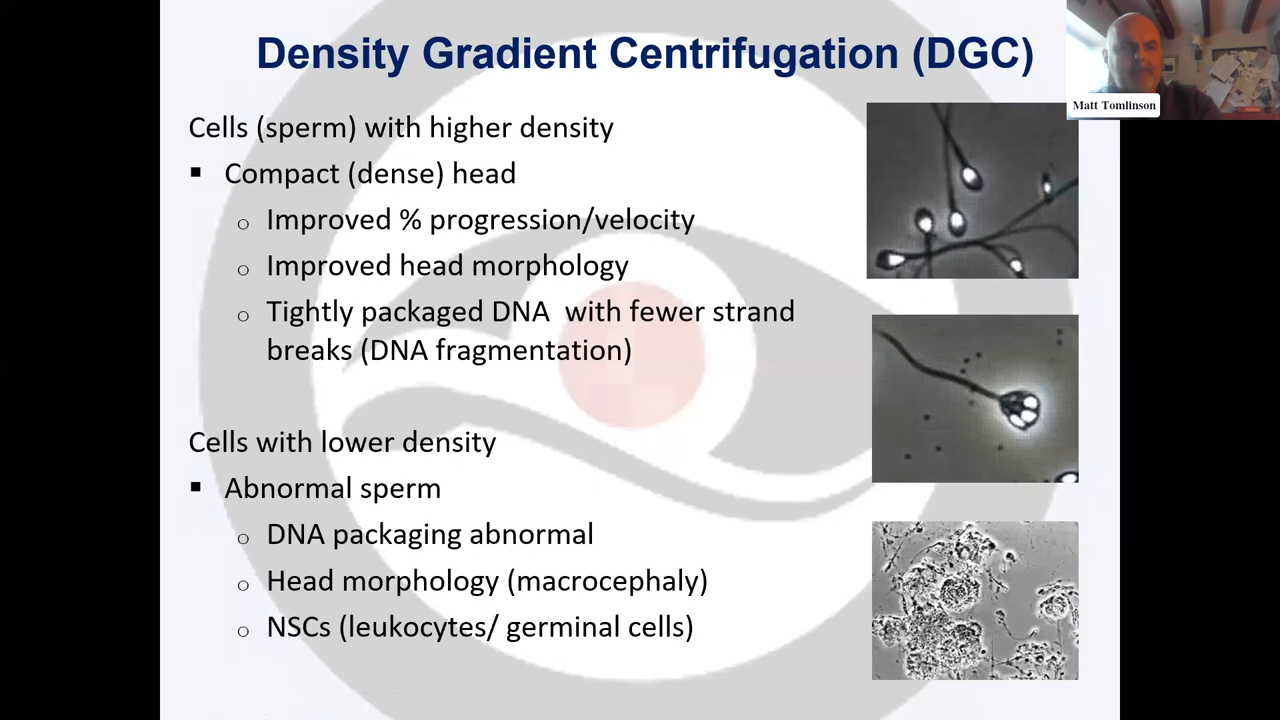 Density Gradient Centrifugation (DGC)
Matt Tomlinson
Cells (sperm) with higher density
▪ Compact (dense) head
o Improved % progression/velocity
o Improved head morphology
o Tightly packaged DNA  with fewer strand
breaks (DNA fragmentation)
Cells with lower density
▪ Abnormal sperm
o DNA packaging abnormal
o Head morphology (macrocephaly)
o NSCs (leukocytes/ germinal cells)